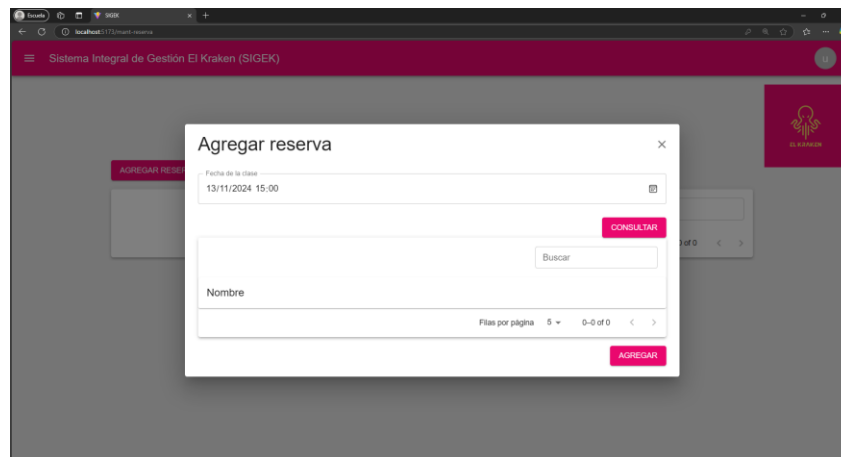 Escuela
SIGEK
localhost:5173/mant-reserva
Sistema Integral de Gestión El Kraken (SIGEK)
u
EL KRAKEN
Agregar reserva
AGREGAR RESER
Fecha de la clase
13/11/2024 15:00
CONSULTAR
Buscar
of 0
Nombre
Filas por página 5 0–0 of 0
AGREGAR